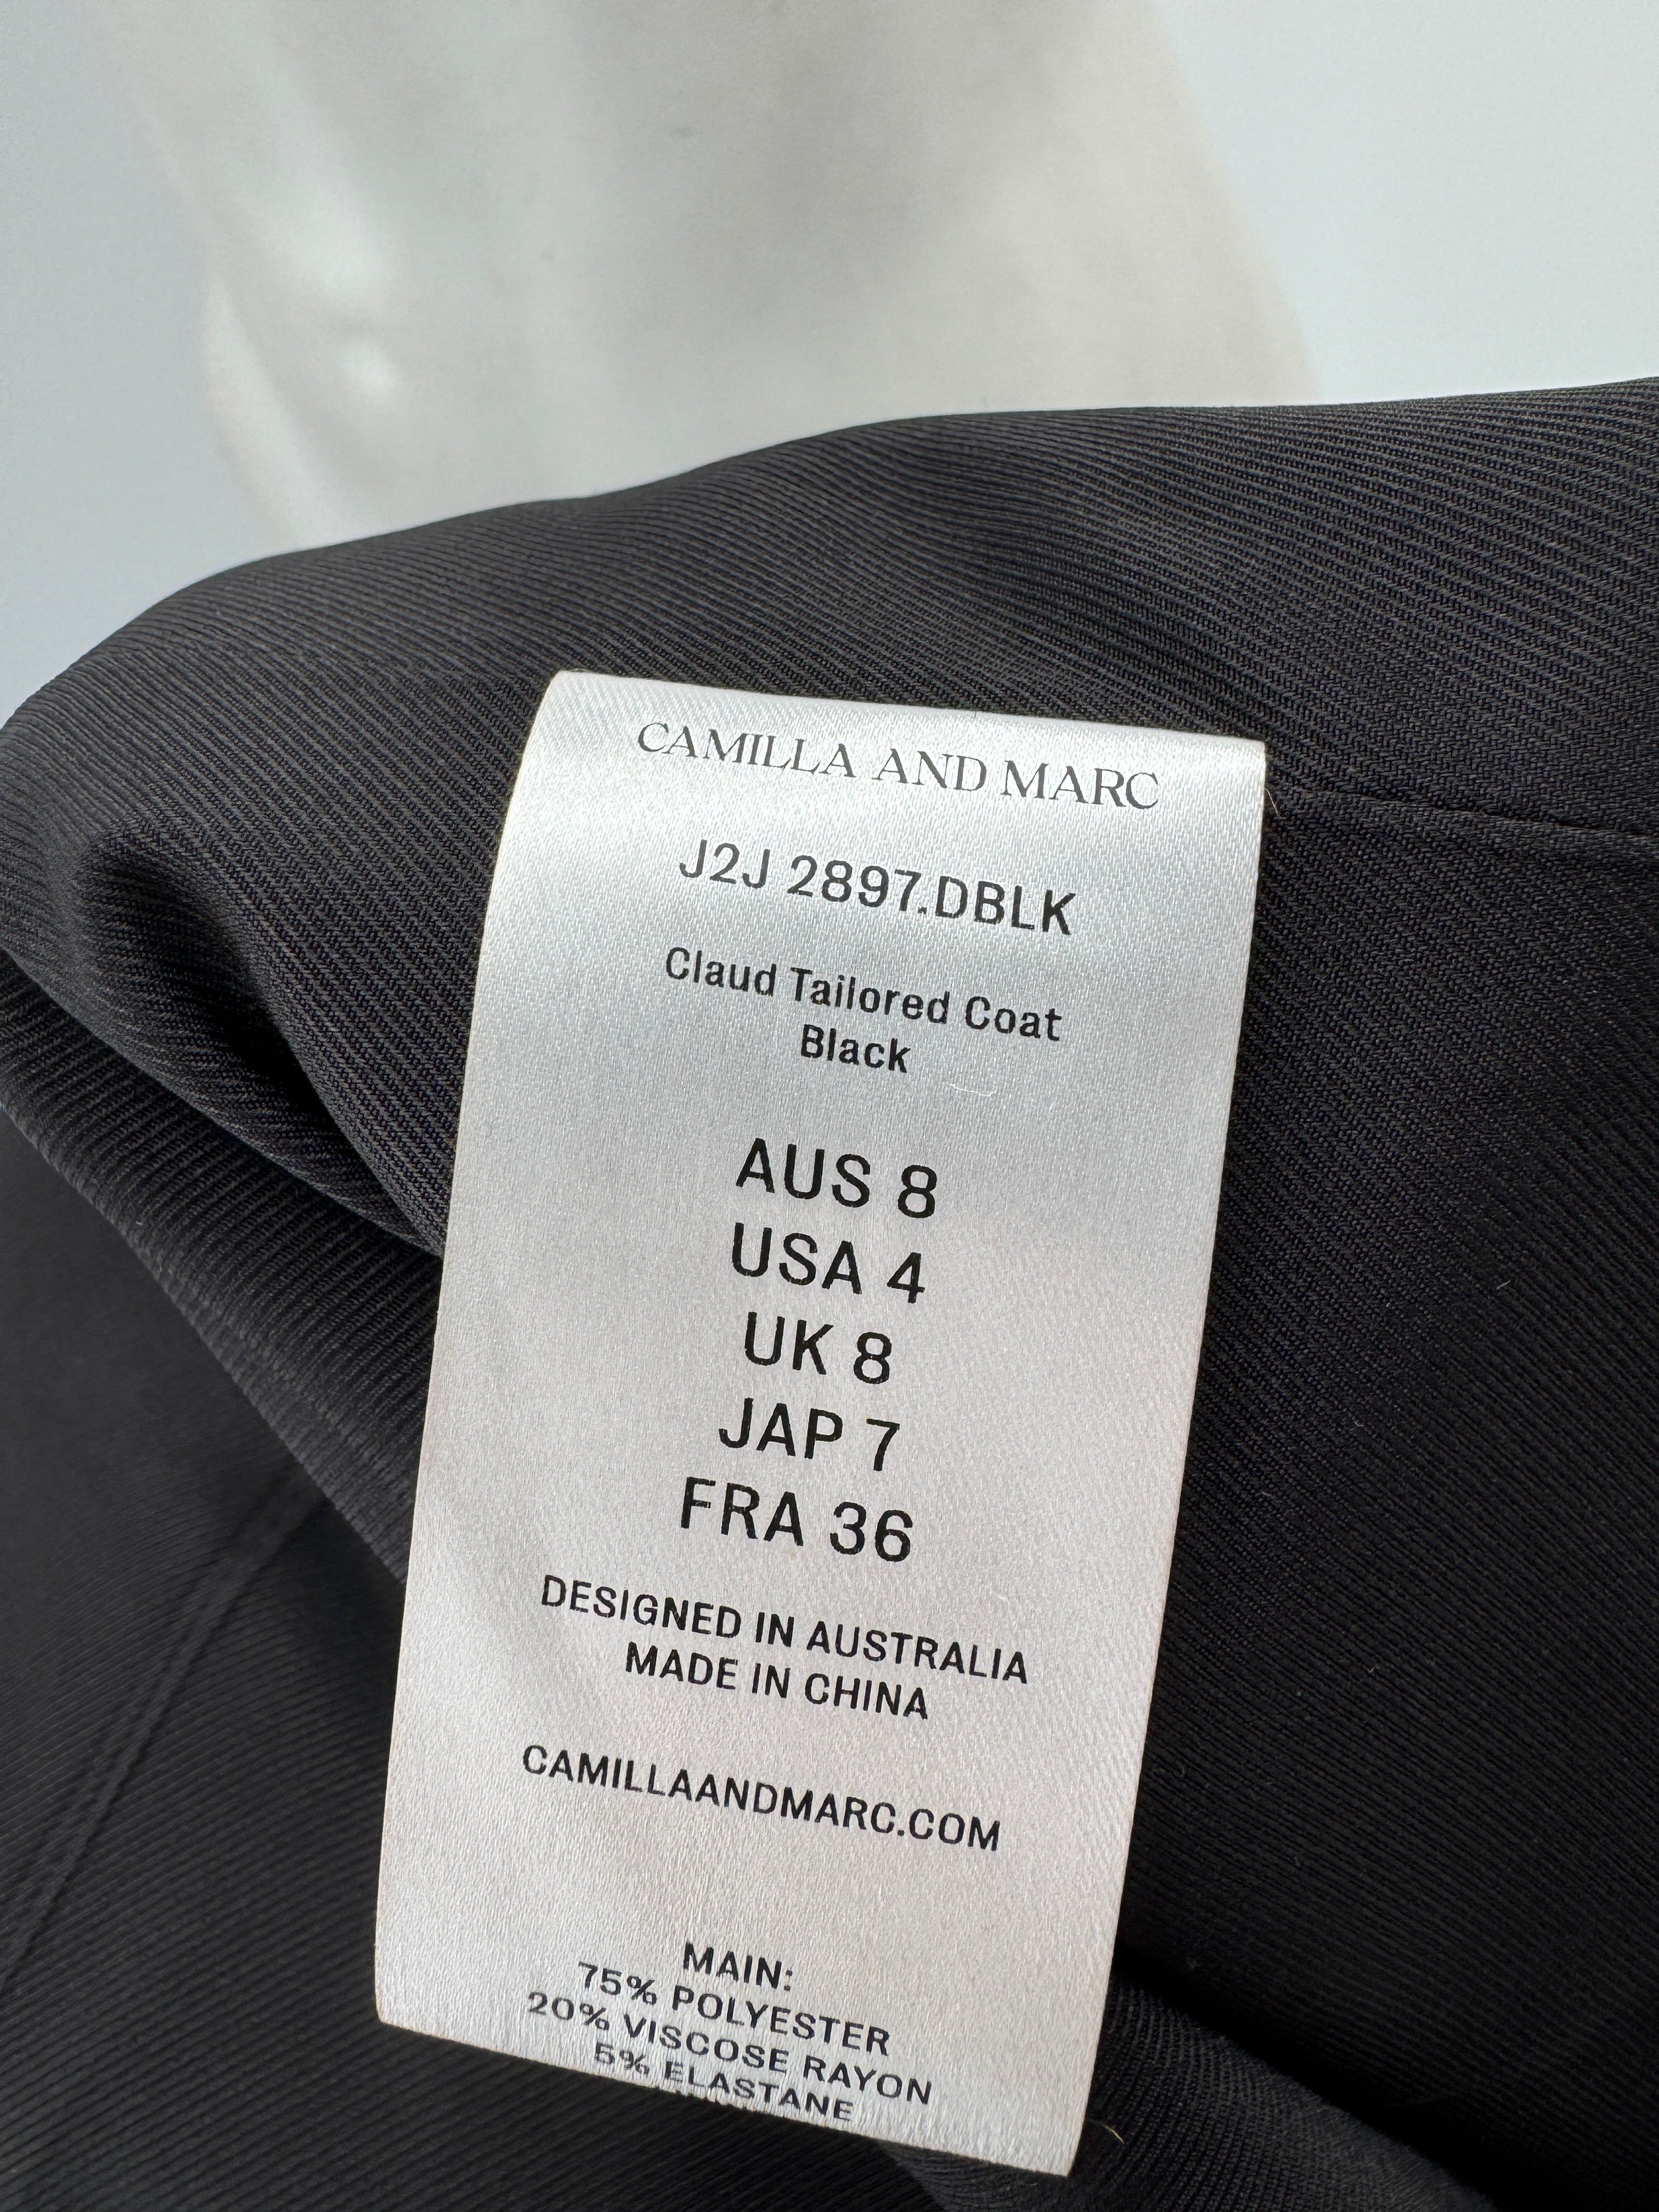 CAMILLA AND MARC
J2J 2897.DBLK
Claud Tailored Coat
Black
AUS 8
USA 4
UK 8
JAP 7
FRA 36
DESIGNED IN AUSTRALIA
MADE IN CHINA
CAMILLAANDMARC.COM
MAIN:
75% POLYESTER
20% VISCOSE RAYON
5% ELASTANE